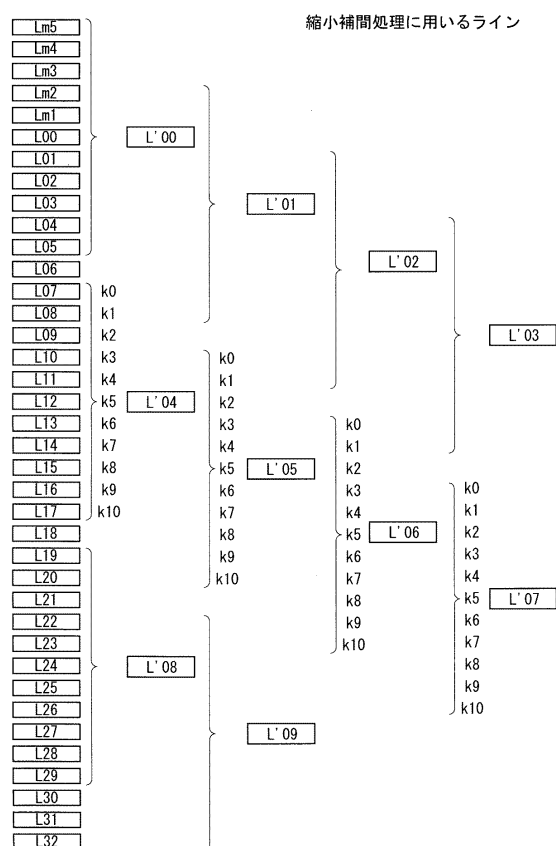 縮小補間処理に用いるライン
Lm5
Lm4
Lm3
Lm2
Lm1
L00 L'00
L01
L02
L03 L'01
L04
L05
L06 L'02
L07 k0
L08 k1
L09 k2 L'03
L10 k3 k0
L11 k4 k1
L12 k5 L'04 k2
L13 k6 k3 k0
L14 k7 k4 k1
L15 k8 k5 L'05 k2
L16 k9 k6 k3 k0
L17 k10 k7 k4 k1
L18 k8 k5 L'06 k2
L19 k9 k6 k3
L20 k10 k7 k4
L21 k8 k5 L'07
L22 k9 k6
L23 k10 k7
L24 L'08 k8
L25 k9
L26 k10
L27 L'09
L28
L29
L30
L31
L32